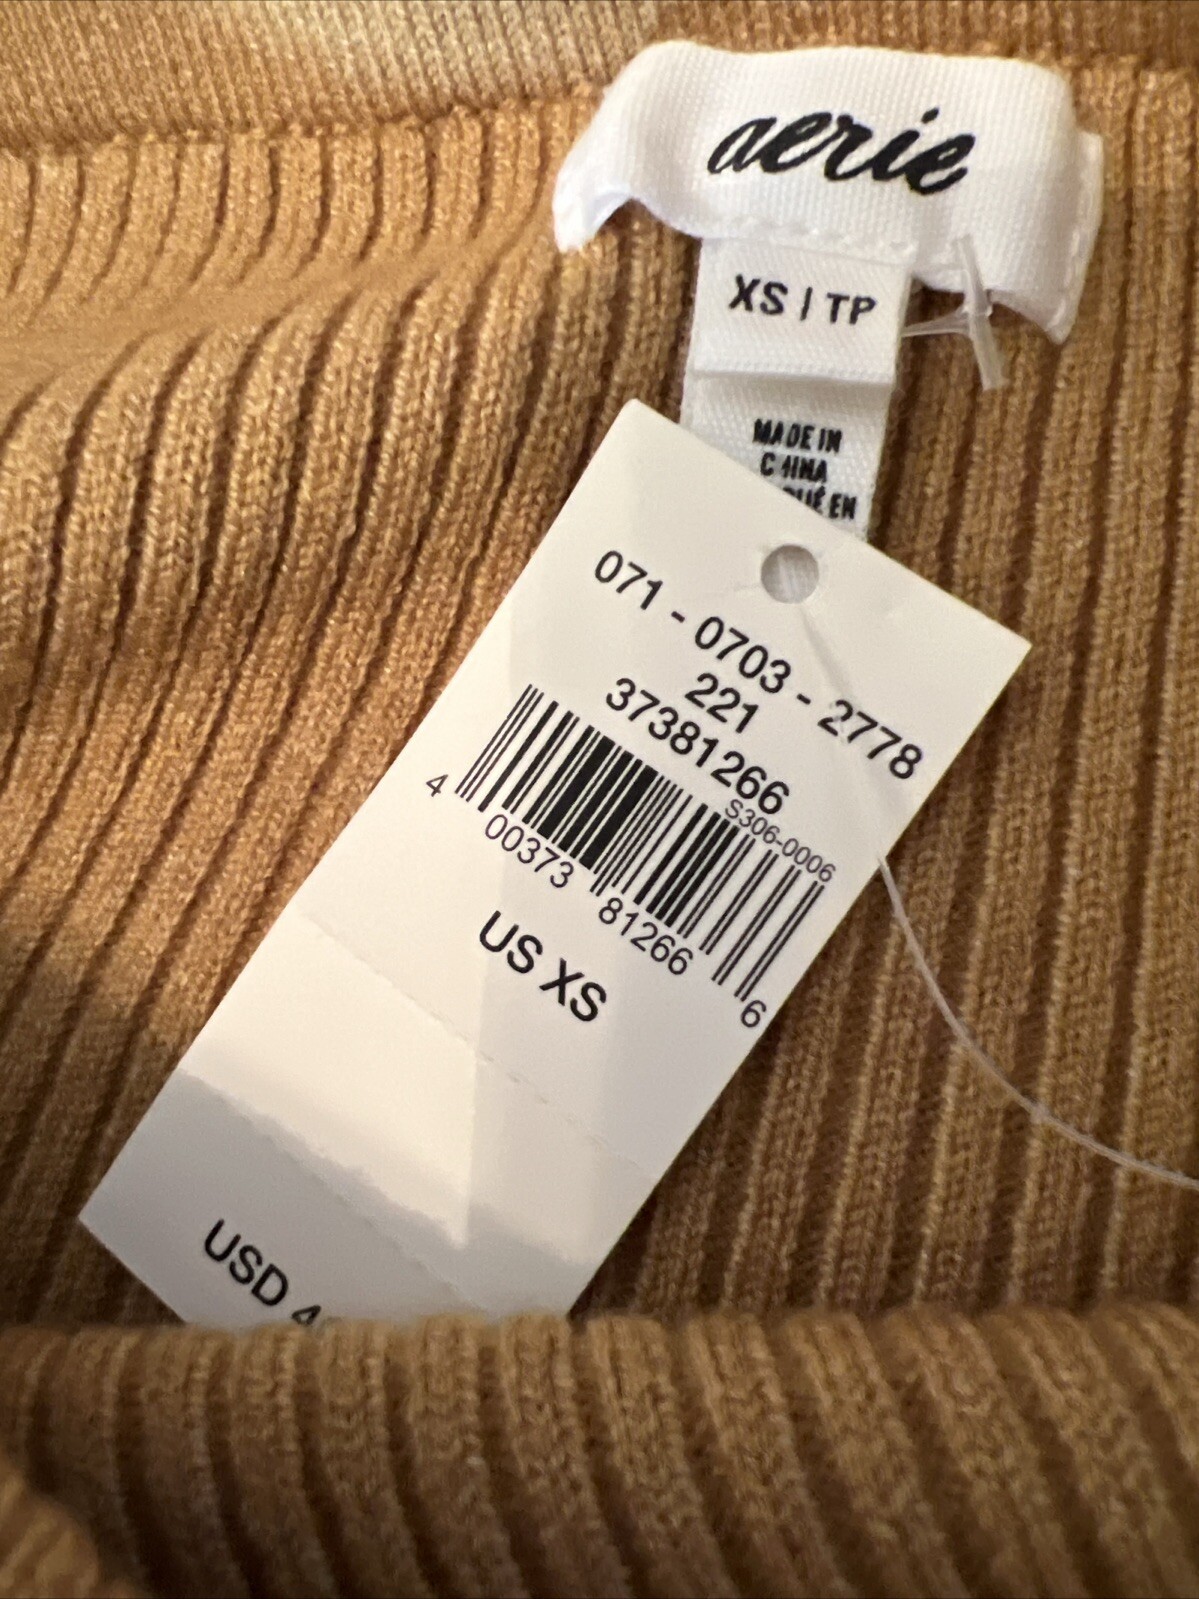 aerie
XS | TP
MADE IN
CHINA
EN
071 - 0703 - 2778
221
37381266
S306-0006
4 00373 81266 6
US XS
USD